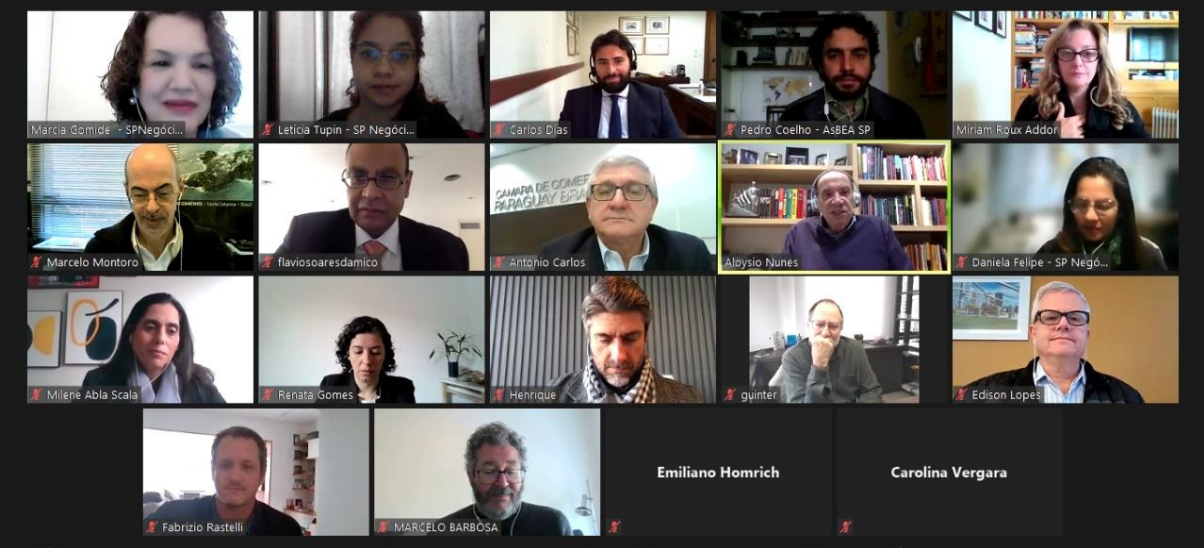 Marcia Gomide - SPNegóci...
Leticia Tupin - SP Negóci...
Carlos Dias
Pedro Coelho - AsBEA SP
Miriam Roux Addor
Marcelo Montoro
flaviosoaresdamico
CAMARA DE COMER
PARAGUAY BRA
Antonio Carlos
Aloysio Nunes
Daniela Felipe - SP Negó...
Milene Abla Scala
Renata Gomes
Henrique
guinter
Edison Lopes
Fabrizio Rastelli
MARCELO BARBOSA
Emiliano Homrich
Carolina Vergara